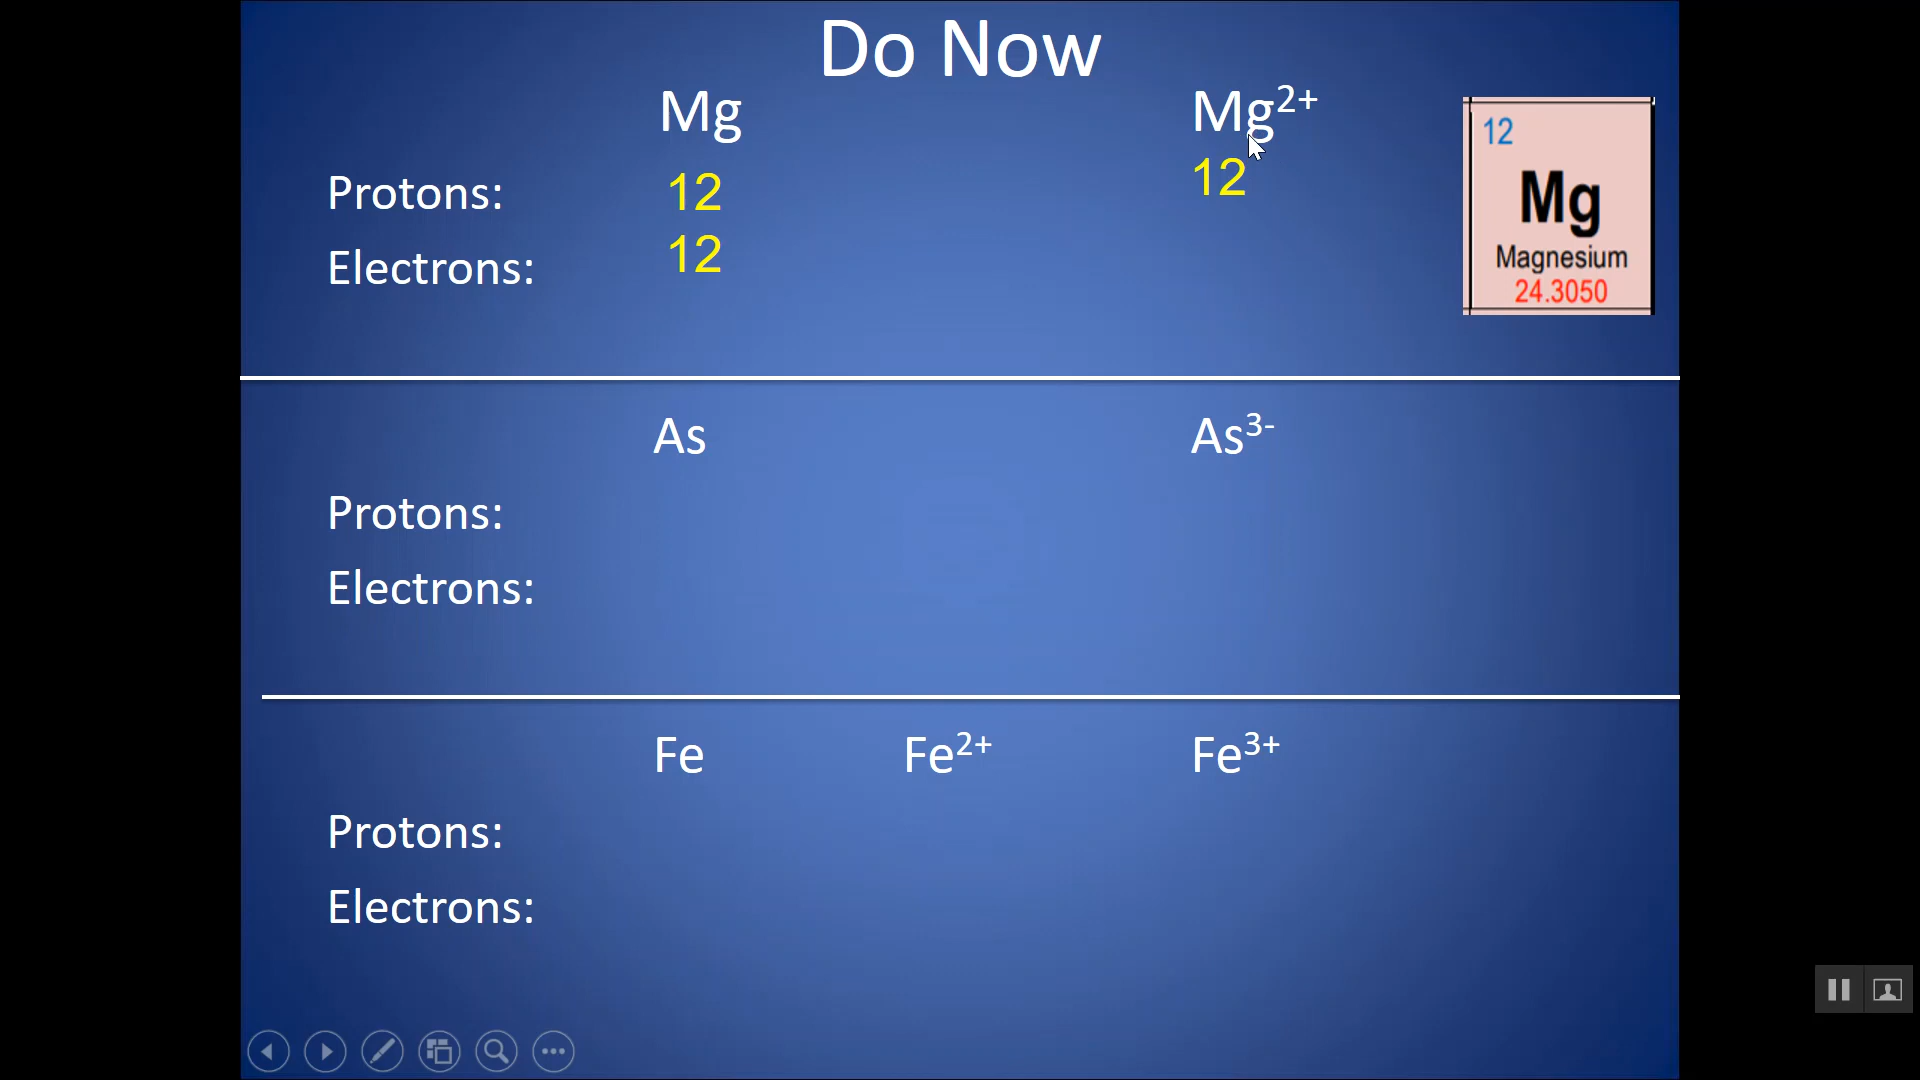 Do Now
Mg Mg²⁺
Protons: 12 12
Electrons: 12
12
Mg
Magnesium
24.3050
As As³⁻
Protons:
Electrons:
Fe Fe²⁺ Fe³⁺
Protons:
Electrons: